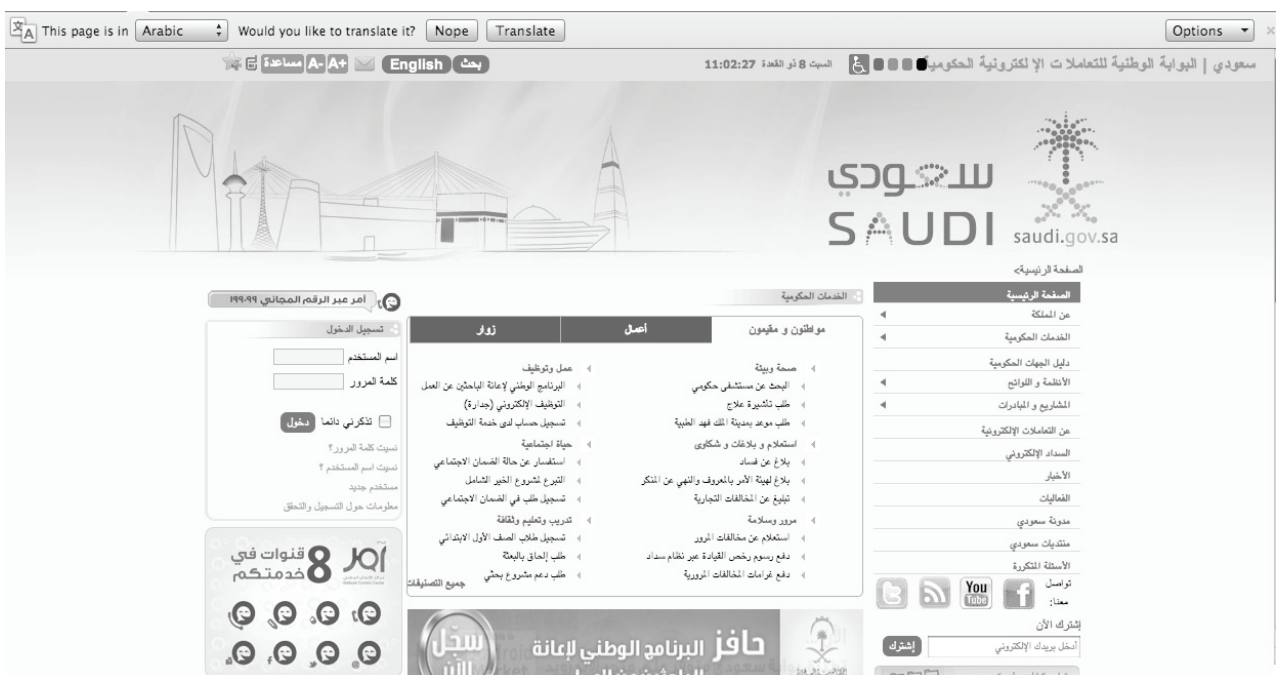 This page is in Arabic Would you like to translate it? Nope Translate Options
سعودي | البوابة الوطنية للتعاملات الإلكترونية الحكومية
السبت 8 ذو القعدة 11:02:27
بحث English A+ A- مساعدة
سعودي
SAUDI
saudi.gov.sa
الصفحة الرئيسية>
الصفحة الرئيسية
عن المملكة
الخدمات الحكومية
دليل الجهات الحكومية
الأنظمة و اللوائح
المشاريع و المبادرات
عن التعاملات الإلكترونية
السداد الإلكتروني
الأخبار
الفعاليات
مدونة سعودي
منتديات سعودي
الأسئلة المتكررة
تواصل معنا:
You Tube
إشترك الأن
أدخل بريدك الإلكتروني إشترك
الخدمات الحكومية
مواطنون و مقيمون أعمال زوار
صحة وبيئة
البحث عن مستشفى حكومي
طلب تأشيرة علاج
طلب موعد بمدينة الملك فهد الطبية
استعلام و بلاغات و شكاوى
بلاغ عن فساد
بلاغ لهيئة الأمر بالمعروف والنهي عن المنكر
تبليغ عن المخالفات التجارية
مرور وسلامة
استعلام عن مخالفات المرور
دفع رسوم رخص القيادة عبر نظام سداد
دفع غرامات المخالفات المرورية
عمل وتوظيف
البرنامج الوطني لإعانة الباحثين عن العمل
التوظيف الإلكتروني (جدارة)
تسجيل حساب لدى خدمة التوظيف
حياة اجتماعية
استفسار عن حالة الضمان الاجتماعي
التبرع لمشروع الخير الشامل
تسجيل طلب في الضمان الاجتماعي
تدريب وتعليم وثقافة
تسجيل طلاب الصف الأول الابتدائي
طلب إلحاق بالبعثة
طلب دعم مشروع بحثي
جميع التصنيفات
حافز البرنامج الوطني لإعانة
سجّل
الآن
آمر عبر الرقم المجاني ١٩٩٠٩٩
تسجيل الدخول
اسم المستخدم
كلمة المرور
تذكرني دائما دخول
نسيت كلمة المرور؟
نسيت اسم المستخدم ؟
مستخدم جديد
معلومات حول التسجيل والتحقق
آمر 8 قنوات في
خدمتكم